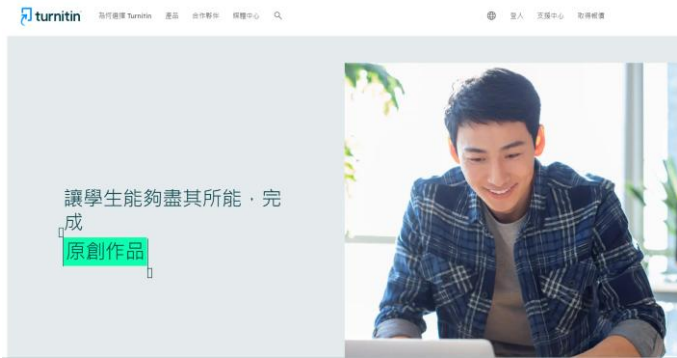 turnitin
為何選擇 Turnitin 產品 合作夥伴 媒體中心
登入 支援中心 取得報價
讓學生能夠盡其所能，完
成
原創作品